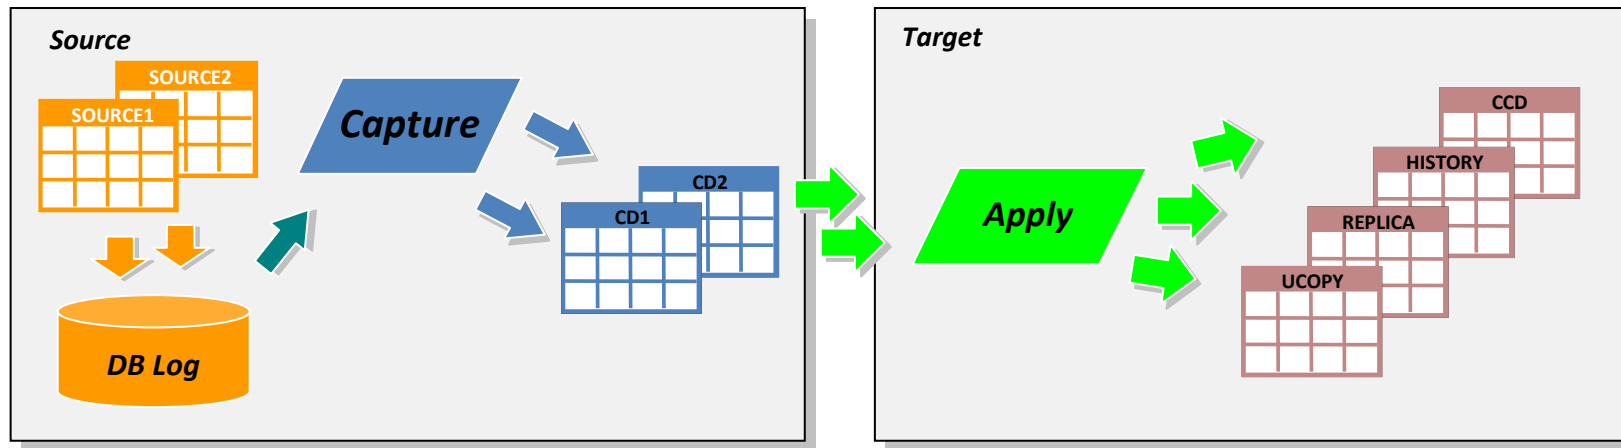 Source
SOURCE2
SOURCE1
Capture
CD2
CD1
DB Log
Target
Apply
CCD
HISTORY
REPLICA
UCOPY